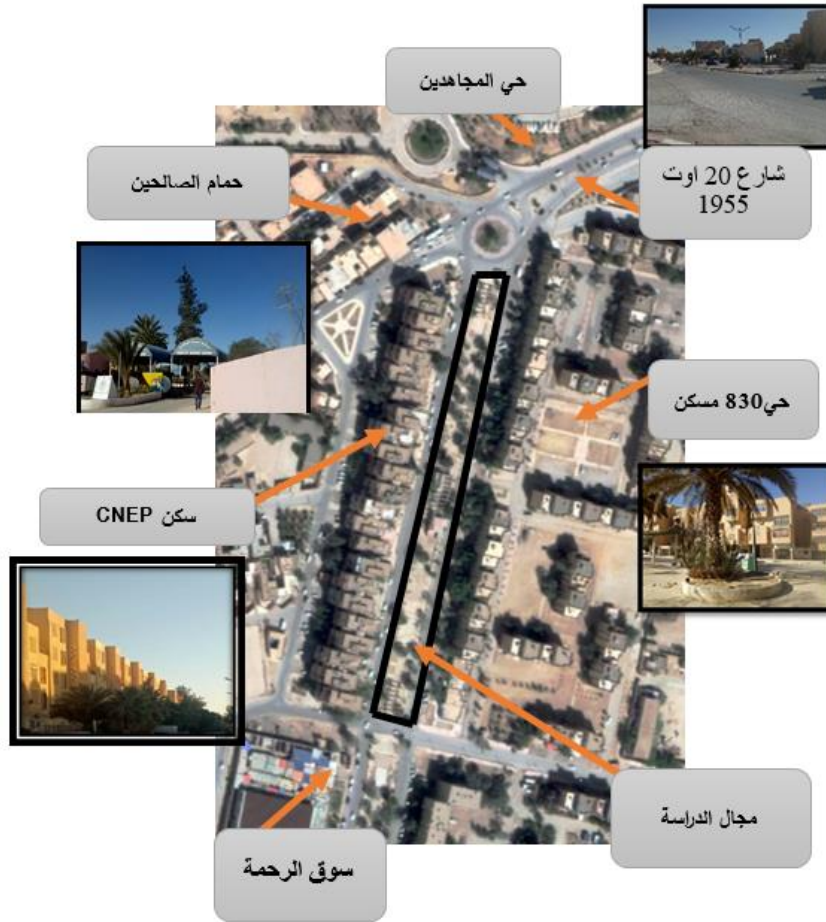 حي المجاهدين
شارع 20 اوت
1955
حمام الصالحين
حي830 مسكن
سكن CNEP
مجال الدراسة
سوق الرحمة